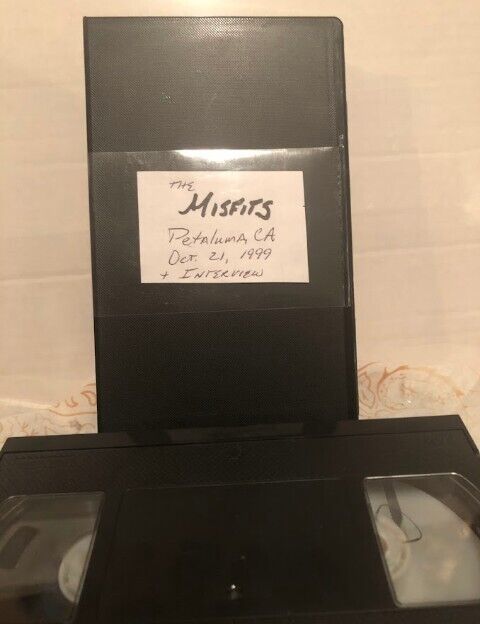 THE
MISFITS
Petaluma, CA
OCT. 21, 1999
+ INTERVIEW